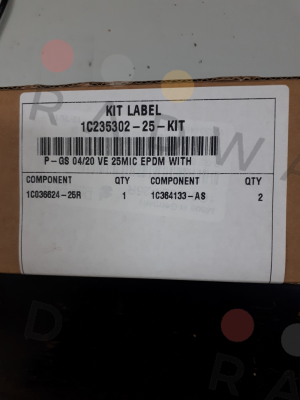 KIT LABEL
1C235302-25-KIT
P-GS 04/20 VE 25MIC EPDM WITH
COMPONENT QTY COMPONENT QTY
1C036624-25R 1 1C364133-AS 2